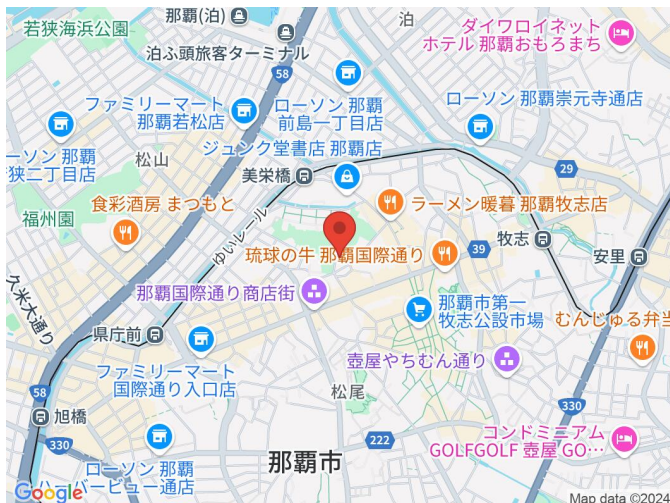 若狭海浜公園
那覇(泊)
泊ふ頭旅客ターミナル
58
泊
ダイワロイネット
ホテル 那覇おもろまち
ファミリーマート
那覇若松店
ローソン 那覇
前島一丁目店
ローソン 那覇崇元寺通店
ーソン 那覇
狭二丁目店
松山
ジュンク堂書店 那覇店
美栄橋
29
福州園
食彩酒房 まつもと
ゆいレール
ラーメン暖暮 那覇牧志店
琉球の牛 那覇国際通り
39
牧志
安里
久米大通り
那覇国際通り商店街
那覇市第一
牧志公設市場
むんじゅる弁当
県庁前
ファミリーマート
国際通り入口店
壺屋やちむん通り
松尾
58
旭橋
330
330
222
ローソン 那覇
ハーバービュー通店
那覇市
コンドミニアム
GOLFGOLF 壺屋 GO…
Google
Map data ©2024